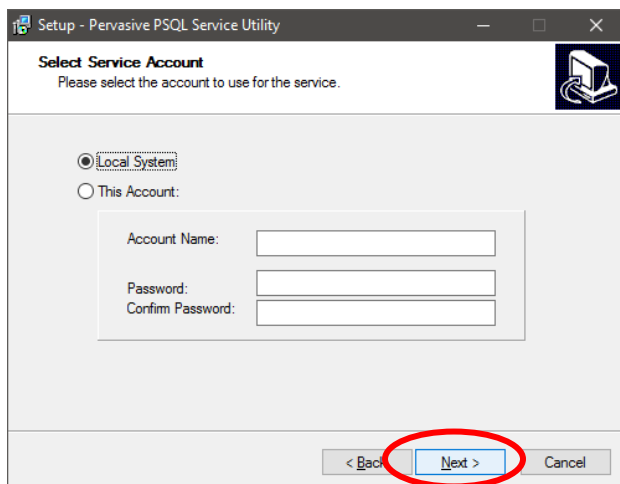 Setup - Pervasive PSQL Service Utility
Select Service Account
Please select the account to use for the service.
Local System
This Account:
Account Name:
Password:
Confirm Password:
< Back Next > Cancel